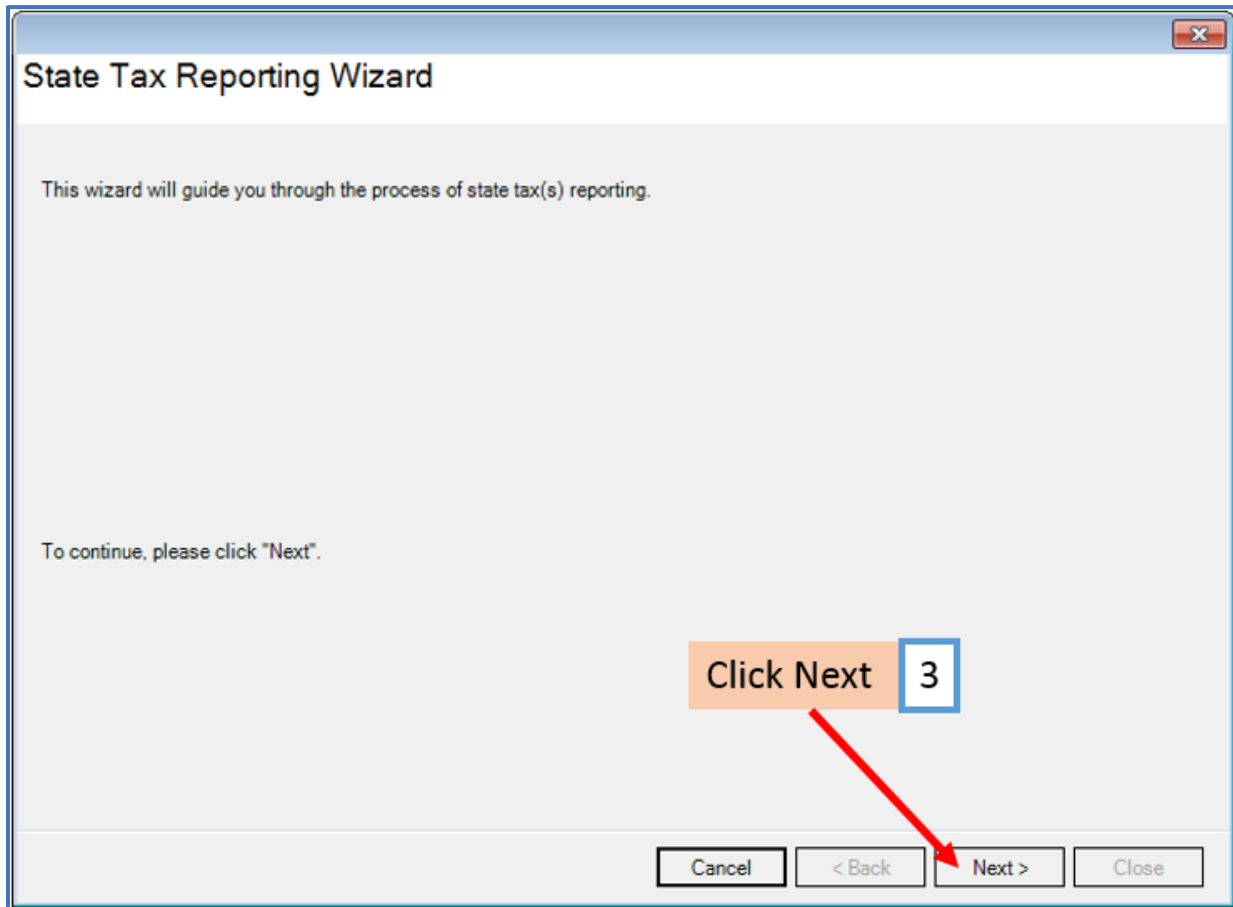 State Tax Reporting Wizard
This wizard will guide you through the process of state tax(s) reporting.
To continue, please click "Next".
Click Next 3
Cancel < Back Next > Close